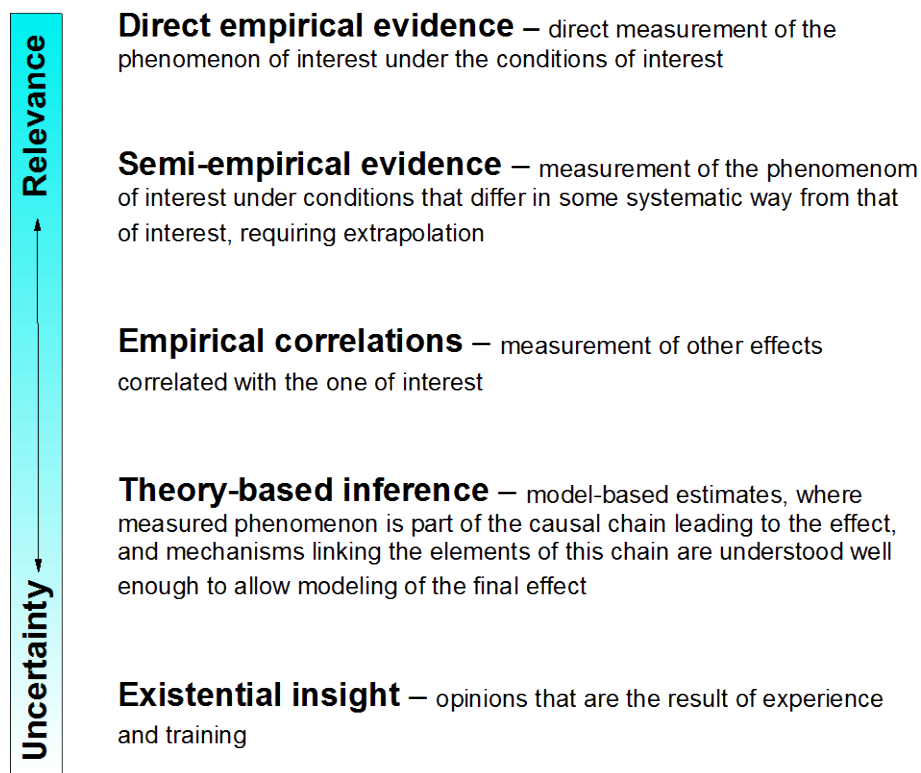 Relevance
Uncertainty
Direct empirical evidence – direct measurement of the
phenomenon of interest under the conditions of interest
Semi-empirical evidence – measurement of the phenomenom
of interest under conditions that differ in some systematic way from that
of interest, requiring extrapolation
Empirical correlations – measurement of other effects
correlated with the one of interest
Theory-based inference – model-based estimates, where
measured phenomenon is part of the causal chain leading to the effect,
and mechanisms linking the elements of this chain are understood well
enough to allow modeling of the final effect
Existential insight – opinions that are the result of experience
and training